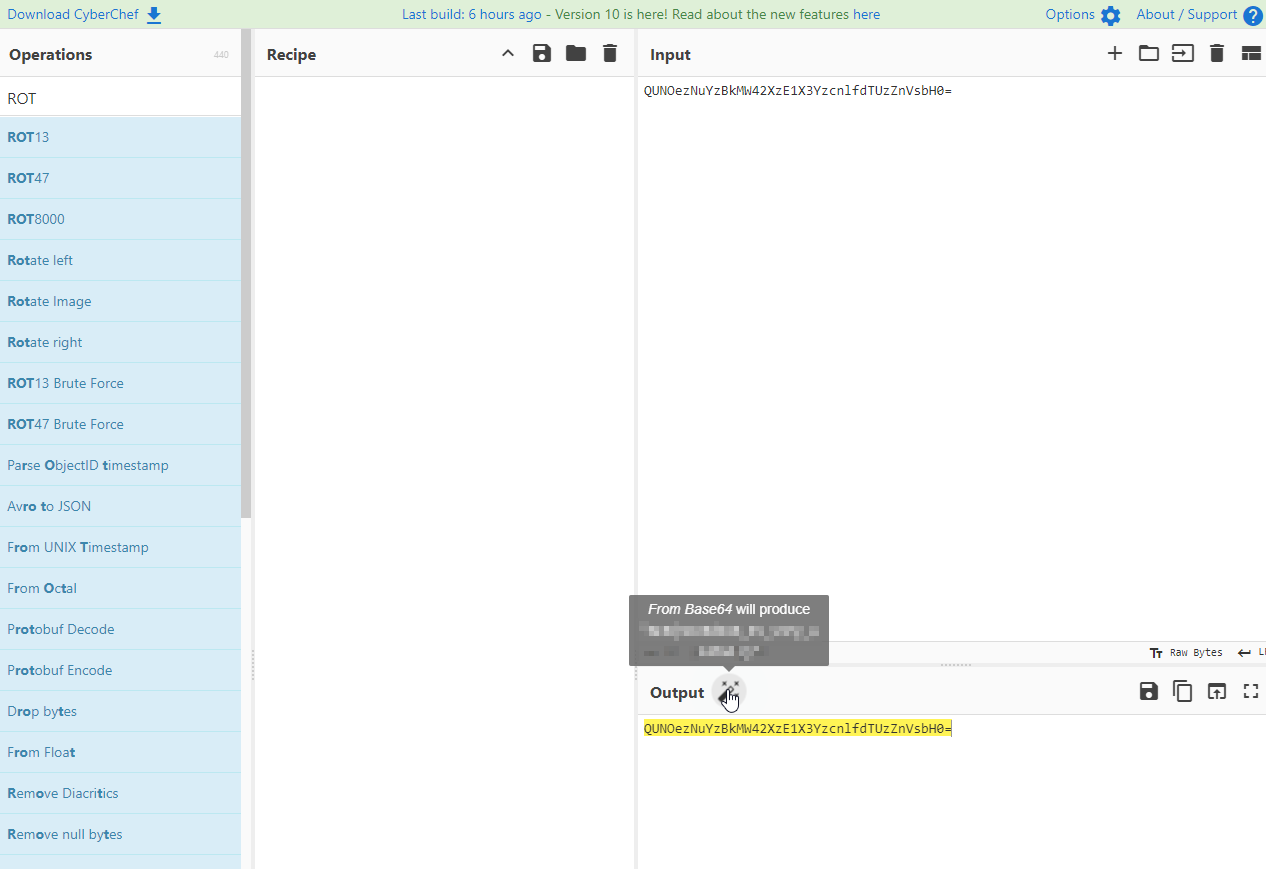 Download CyberChef
Last build: 6 hours ago - Version 10 is here! Read about the new features here
Options
About / Support
Operations
440
Recipe
Input
ROT
QUNOezNuYzBkMW42XzE1X3YzcnlfdTUzZnVsbH0=
ROT13
ROT47
ROT8000
Rotate left
Rotate Image
Rotate right
ROT13 Brute Force
ROT47 Brute Force
Parse ObjectID timestamp
Avro to JSON
From UNIX Timestamp
From Octal
Protobuf Decode
Protobuf Encode
Drop bytes
From Float
Remove Diacritics
Remove null bytes
From Base64 will produce
Raw Bytes
Output
QUNOezNuYzBkMW42XzE1X3YzcnlfdTUzZnVsbH0=